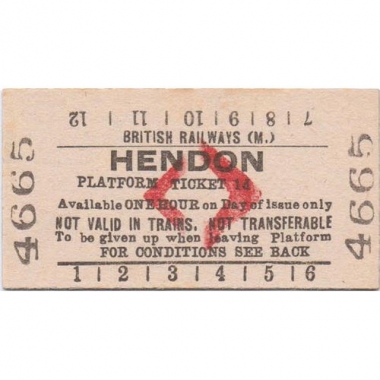 7|8|9|10|11|12
BRITISH RAILWAYS (M.)
HENDON
PLATFORM TICKET 1d
Available ONE HOUR on Day of issue only
NOT VALID IN TRAINS. NOT TRANSFERABLE
To be given up when leaving Platform
FOR CONDITIONS SEE BACK
1|2|3|4|5|6
4665
4665